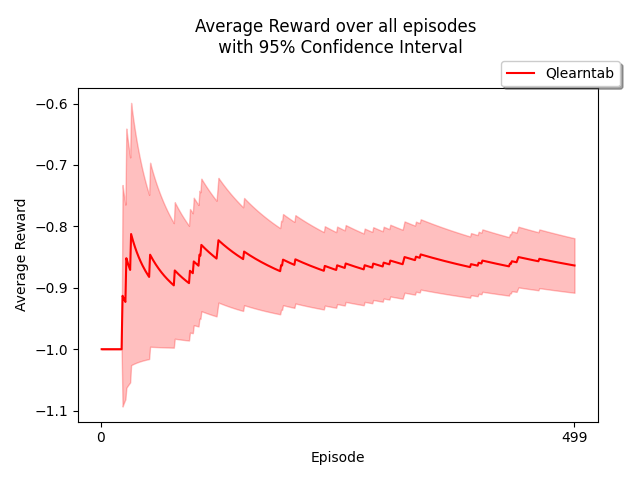 Average Reward over all episodes
with 95% Confidence Interval
Qlearntab
−0.6
−0.7
−0.8
−0.9
−1.0
−1.1
Average Reward
0
499
Episode